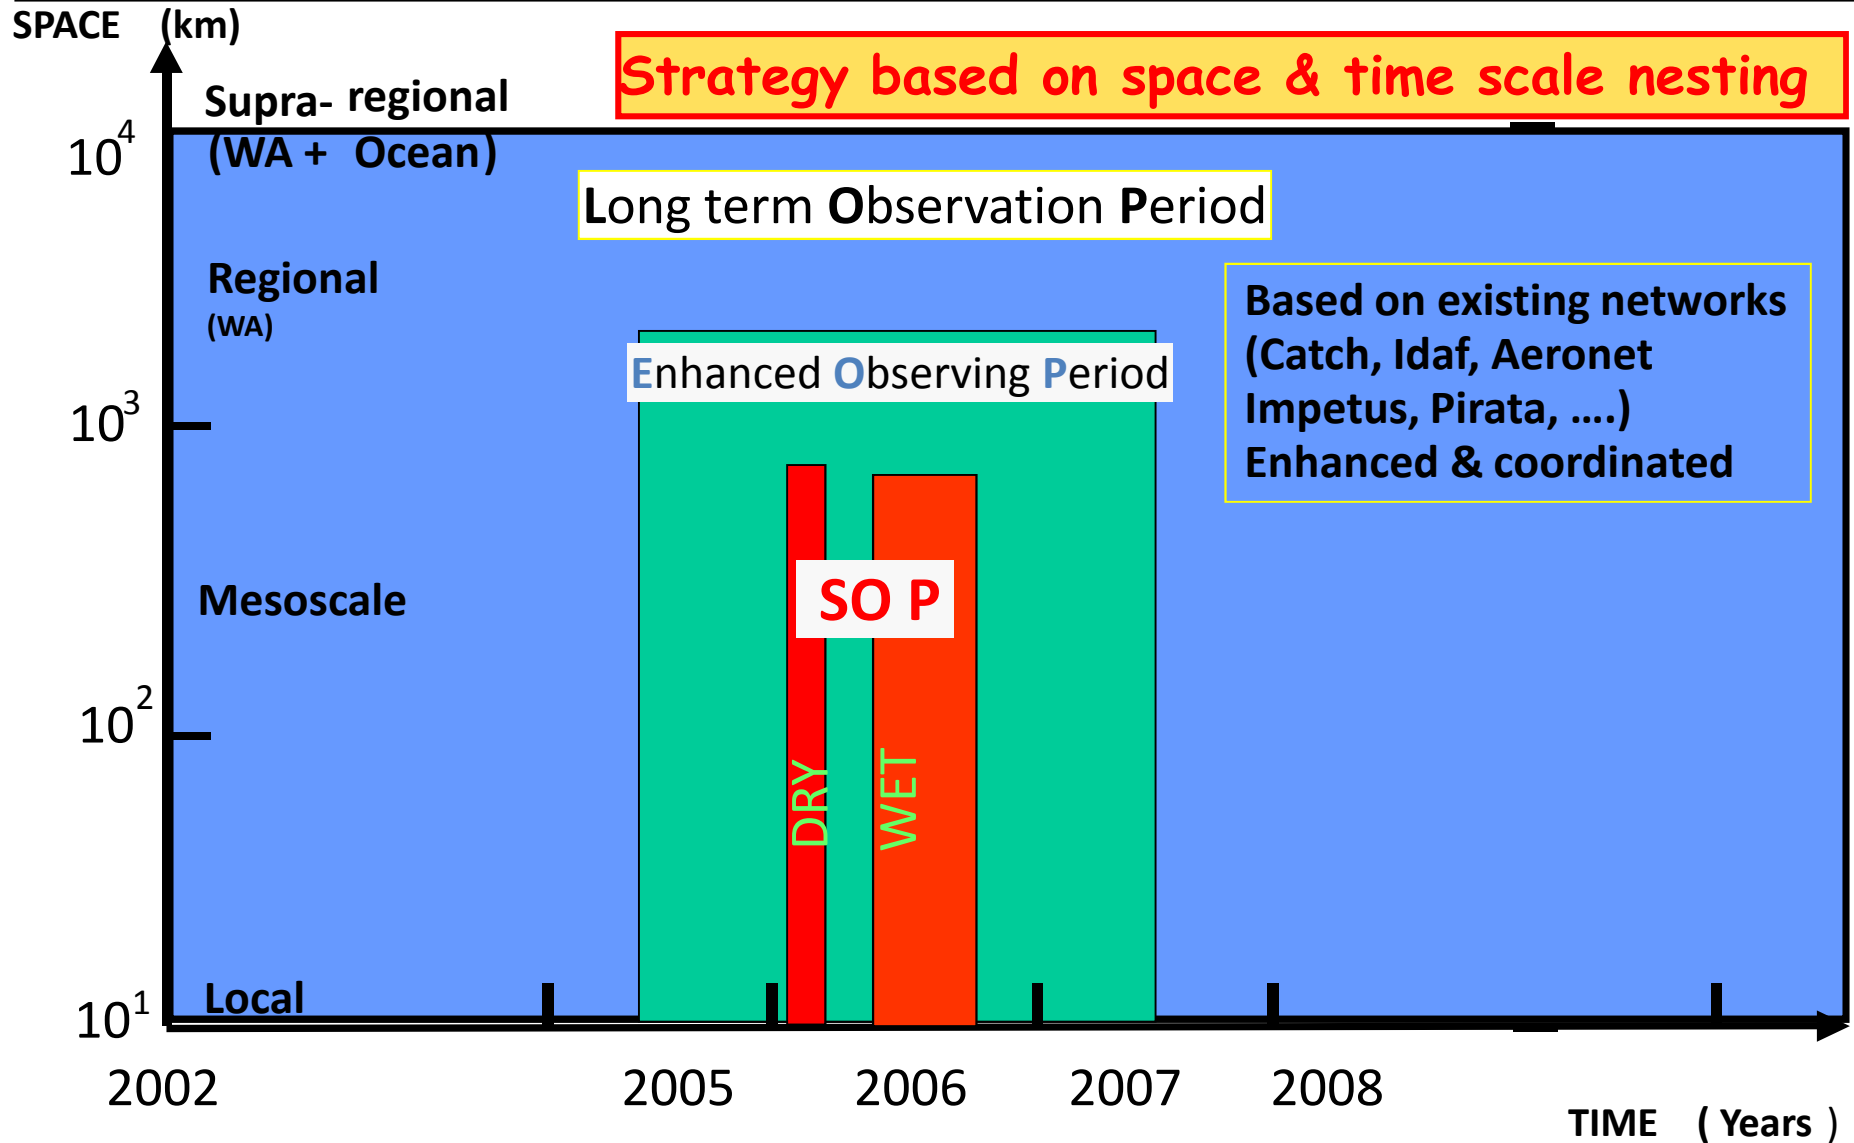 SPACE (km)
Strategy based on space & time scale nesting
Supra- regional
(WA + Ocean)
10^4
Long term Observation Period
Regional
(WA)
Based on existing networks
(Catch, Idaf, Aeronet
Impetus, Pirata, ....)
Enhanced & coordinated
Enhanced Observing Period
10^3
SO P
Mesoscale
10^2
DRY
WET
Local
10^1
2002 2005 2006 2007 2008
TIME ( Years )